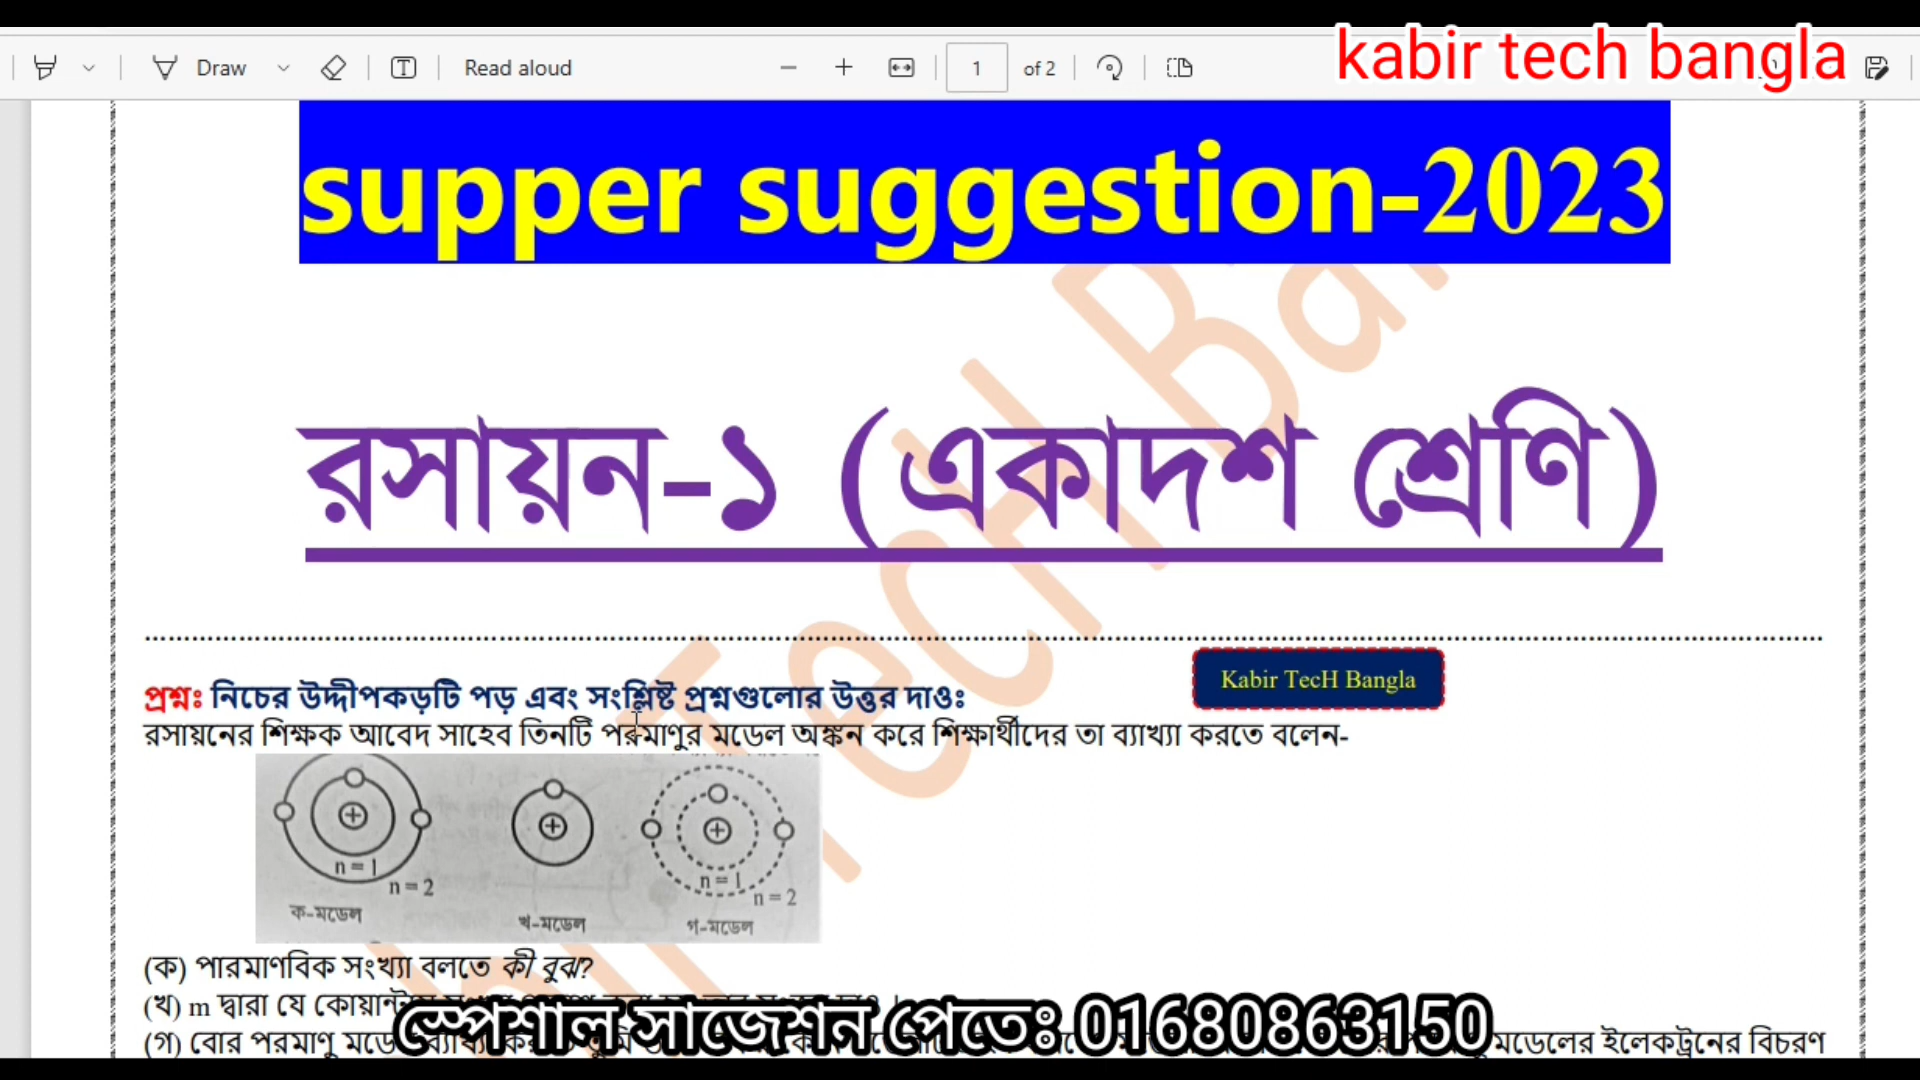 kabir tech bangla
Draw
Read aloud
1 of 2
supper suggestion-2023
রসায়ন-১ (একাদশ শ্রেণি)
Kabir TecH Bangla
প্রশ্নঃ নিচের উদ্দীপকড়টি পড় এবং সংশ্লিষ্ট প্রশ্নগুলোর উত্তর দাওঃ
রসায়নের শিক্ষক আবেদ সাহেব তিনটি পরমাণুর মডেল অঙ্কন করে শিক্ষার্থীদের তা ব্যাখ্যা করতে বলেন-
n = 1
n = 2
ক-মডেল
খ-মডেল
n = 1
n = 2
গ-মডেল
(ক) পারমাণবিক সংখ্যা বলতে কী বুঝ?
(খ) m দ্বারা যে
স্পেশাল সাজেশন পেতেঃ 01680863150
(গ) বোর পরমাণু মডেলের ইলেকট্রনের বিচরণ